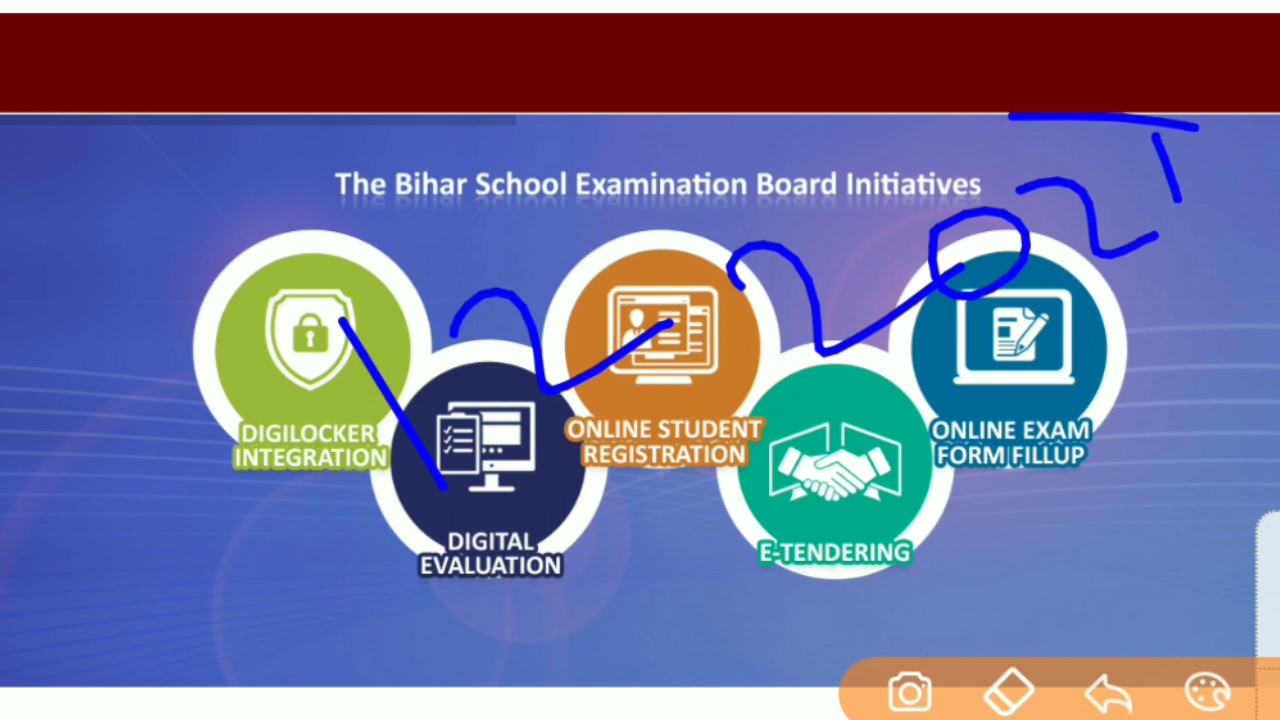 The Bihar School Examination Board Initiatives
DIGILOCKER
INTEGRATION
DIGITAL
EVALUATION
ONLINE STUDENT
REGISTRATION
E-TENDERING
ONLINE EXAM
FORM FILLUP
12 2021